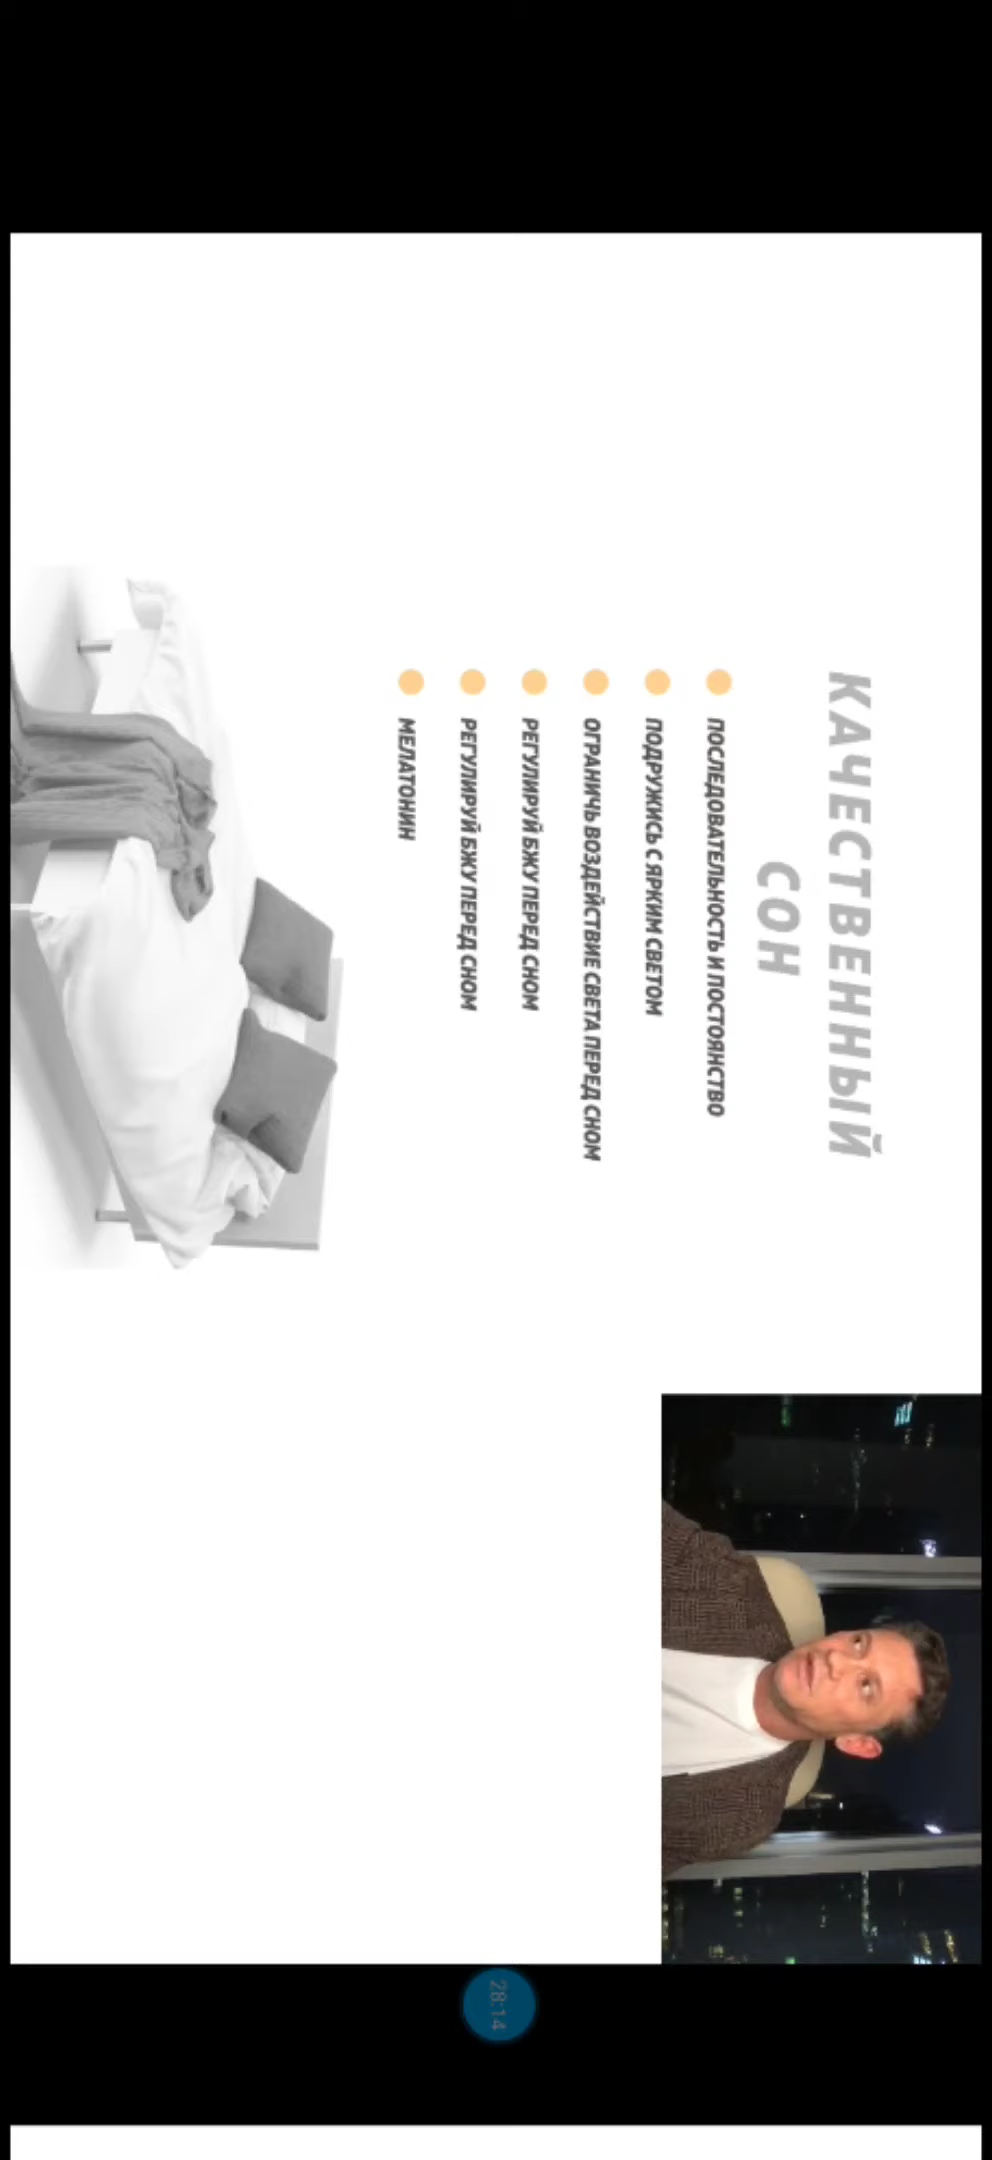 КАЧЕСТВЕННЫЙ
СОН
ПОСЛЕДОВАТЕЛЬНОСТЬ И ПОСТОЯНСТВО
ПОДРУЖИСЬ С ЯРКИМ СВЕТОМ
ОГРАНИЧЬ ВОЗДЕЙСТВИЕ СВЕТА ПЕРЕД СНОМ
РЕГУЛИРУЙ БЖУ ПЕРЕД СНОМ
РЕГУЛИРУЙ БЖУ ПЕРЕД СНОМ
МЕЛАТОНИН
28:14